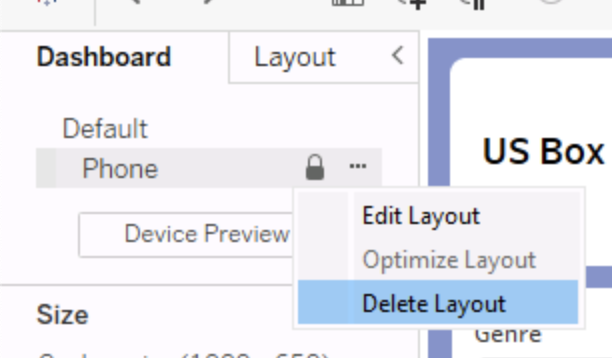 Dashboard
Layout
Default
Phone
US Box
Device Preview
Edit Layout
Optimize Layout
Delete Layout
Size
Genre